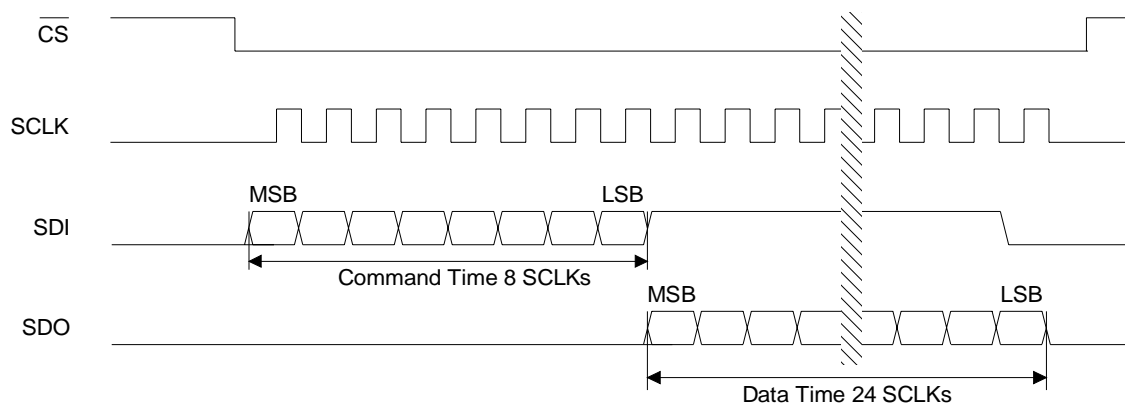 CS
SCLK
MSB LSB
SDI
Command Time 8 SCLKs
MSB LSB
SDO
Data Time 24 SCLKs